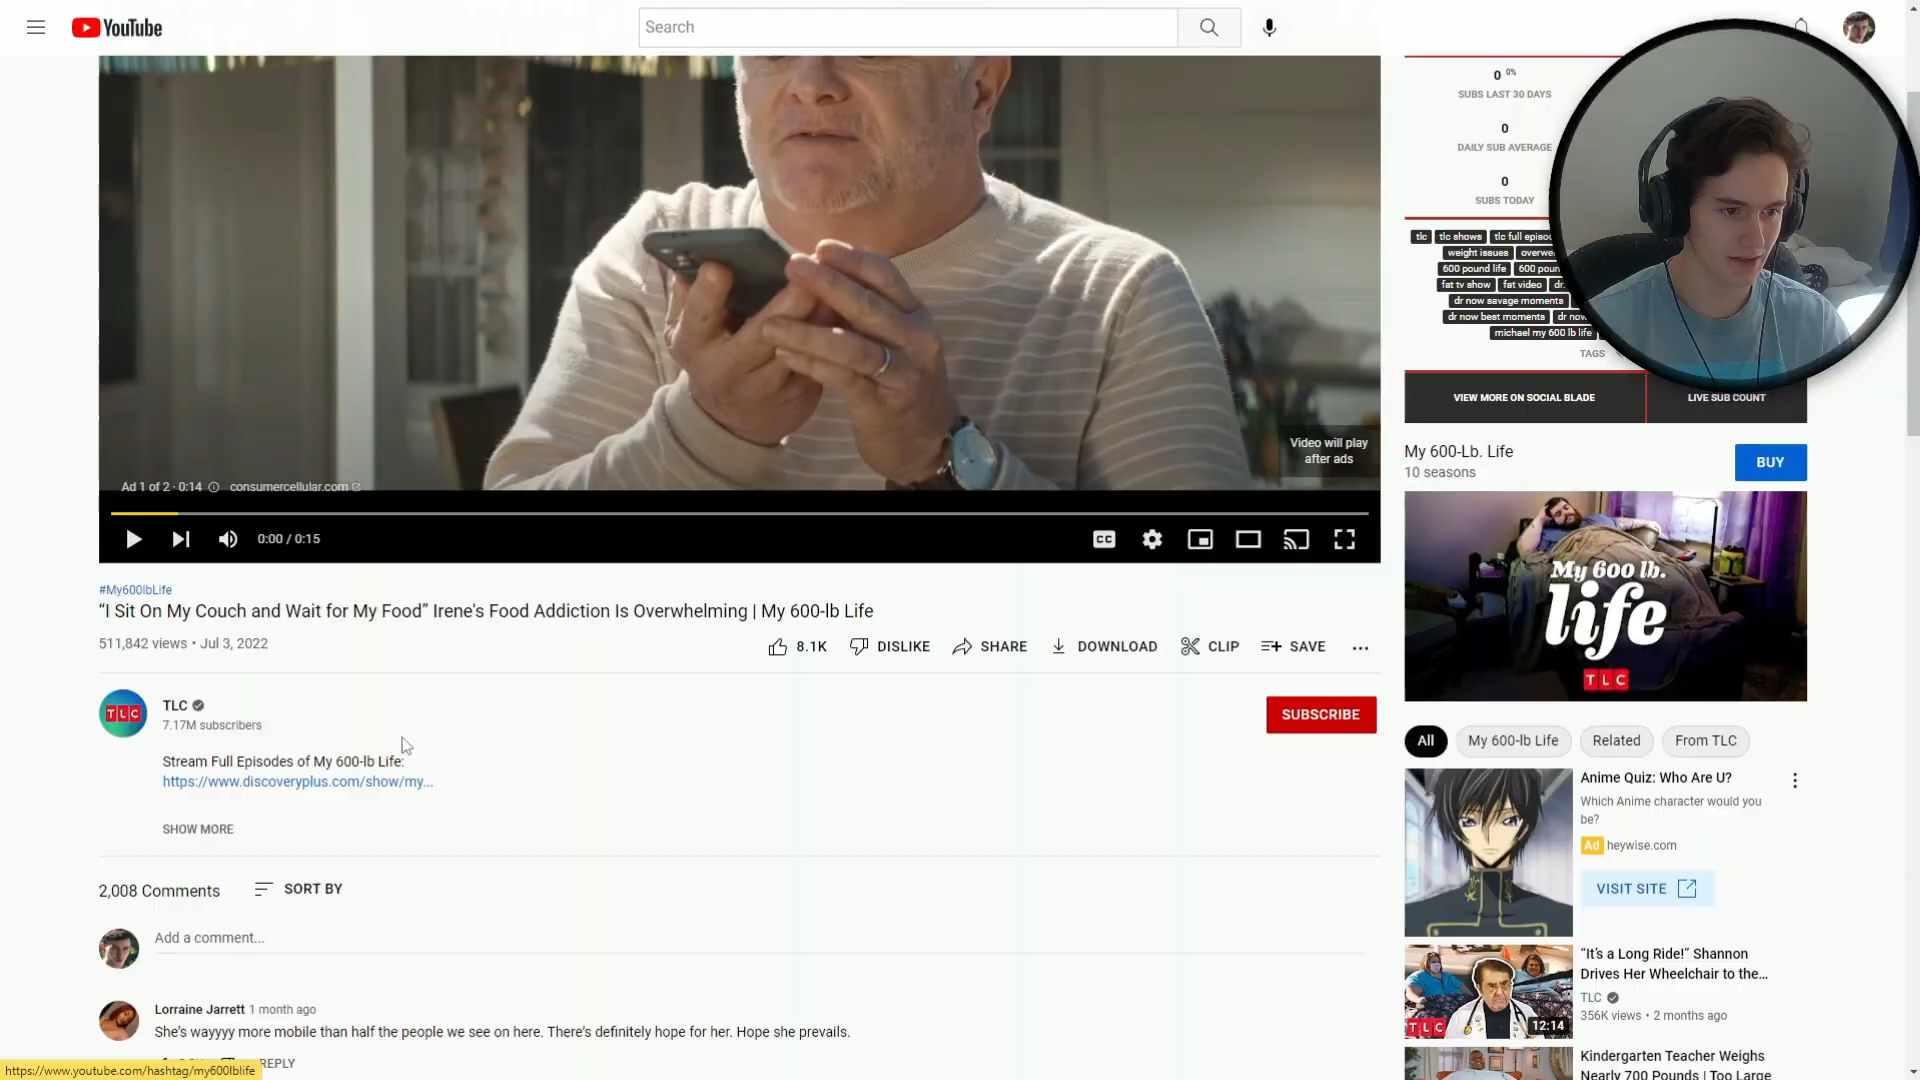 YouTube
Search
0 0%
SUBS LAST 30 DAYS
0
DAILY SUB AVERAGE
0
SUBS TODAY
tlc tlc shows
weight issues
600 pound life
fat tv show fat video
dr now savage moments
dr now best moments
michael my 600 lb life
TAGS
VIEW MORE ON SOCIAL BLADE LIVE SUB COUNT
Video will play
after ads
Ad 1 of 2 · 0:14 consumercellular.com
CC
0:00 / 0:15
#My600lbLife
“I Sit On My Couch and Wait for My Food” Irene's Food Addiction Is Overwhelming | My 600-lb Life
511,842 views • Jul 3, 2022
8.1K DISLIKE SHARE DOWNLOAD CLIP SAVE
TLC
TLC
7.17M subscribers
SUBSCRIBE
Stream Full Episodes of My 600-lb Life:
https://www.discoveryplus.com/show/my...
SHOW MORE
2,008 Comments SORT BY
Add a comment...
Lorraine Jarrett 1 month ago
She's wayyyy more mobile than half the people we see on here. There's definitely hope for her. Hope she prevails.
REPLY
https://www.youtube.com/hashtag/my600lblife
My 600-Lb. Life
10 seasons
BUY
My 600 lb.
life
TLC
All My 600-lb Life Related From TLC
Anime Quiz: Who Are U?
Which Anime character would you
be?
Ad heywise.com
VISIT SITE
“It’s a Long Ride!” Shannon
Drives Her Wheelchair to the...
TLC
356K views • 2 months ago
TLC
12:14
Kindergarten Teacher Weighs
Nearly 700 Pounds | Too Large